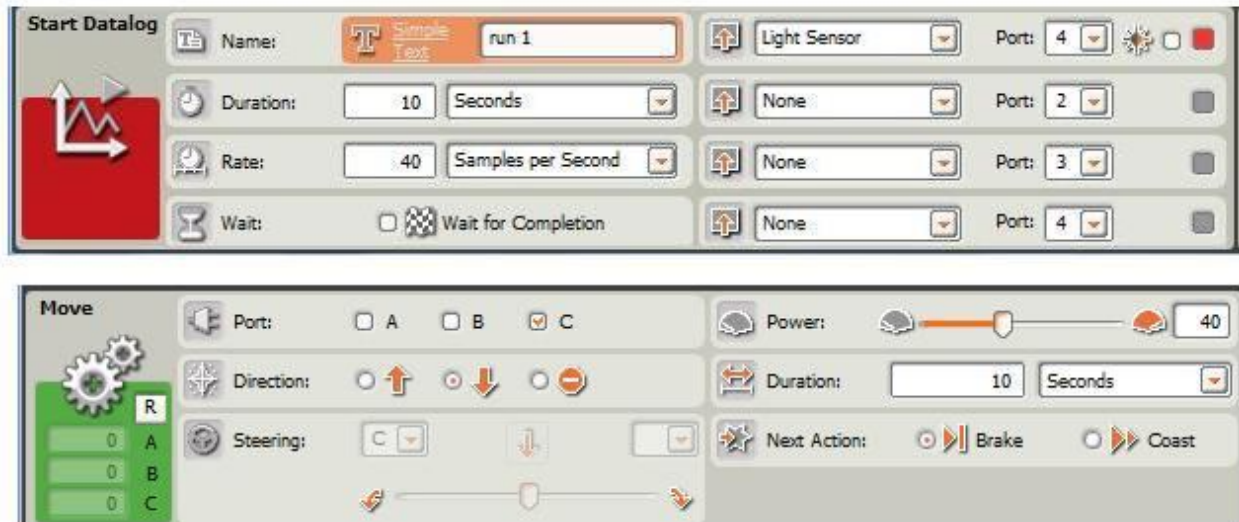 Start Datalog
Name: Simple Text run 1
Light Sensor Port: 4
Duration: 10 Seconds
None Port: 2
Rate: 40 Samples per Second
None Port: 3
Wait: Wait for Completion
None Port: 4
Move
Port: A B C
Power: 40
Direction:
Duration: 10 Seconds
R
0 A
0 B
0 C
Steering: C
Next Action: Brake Coast